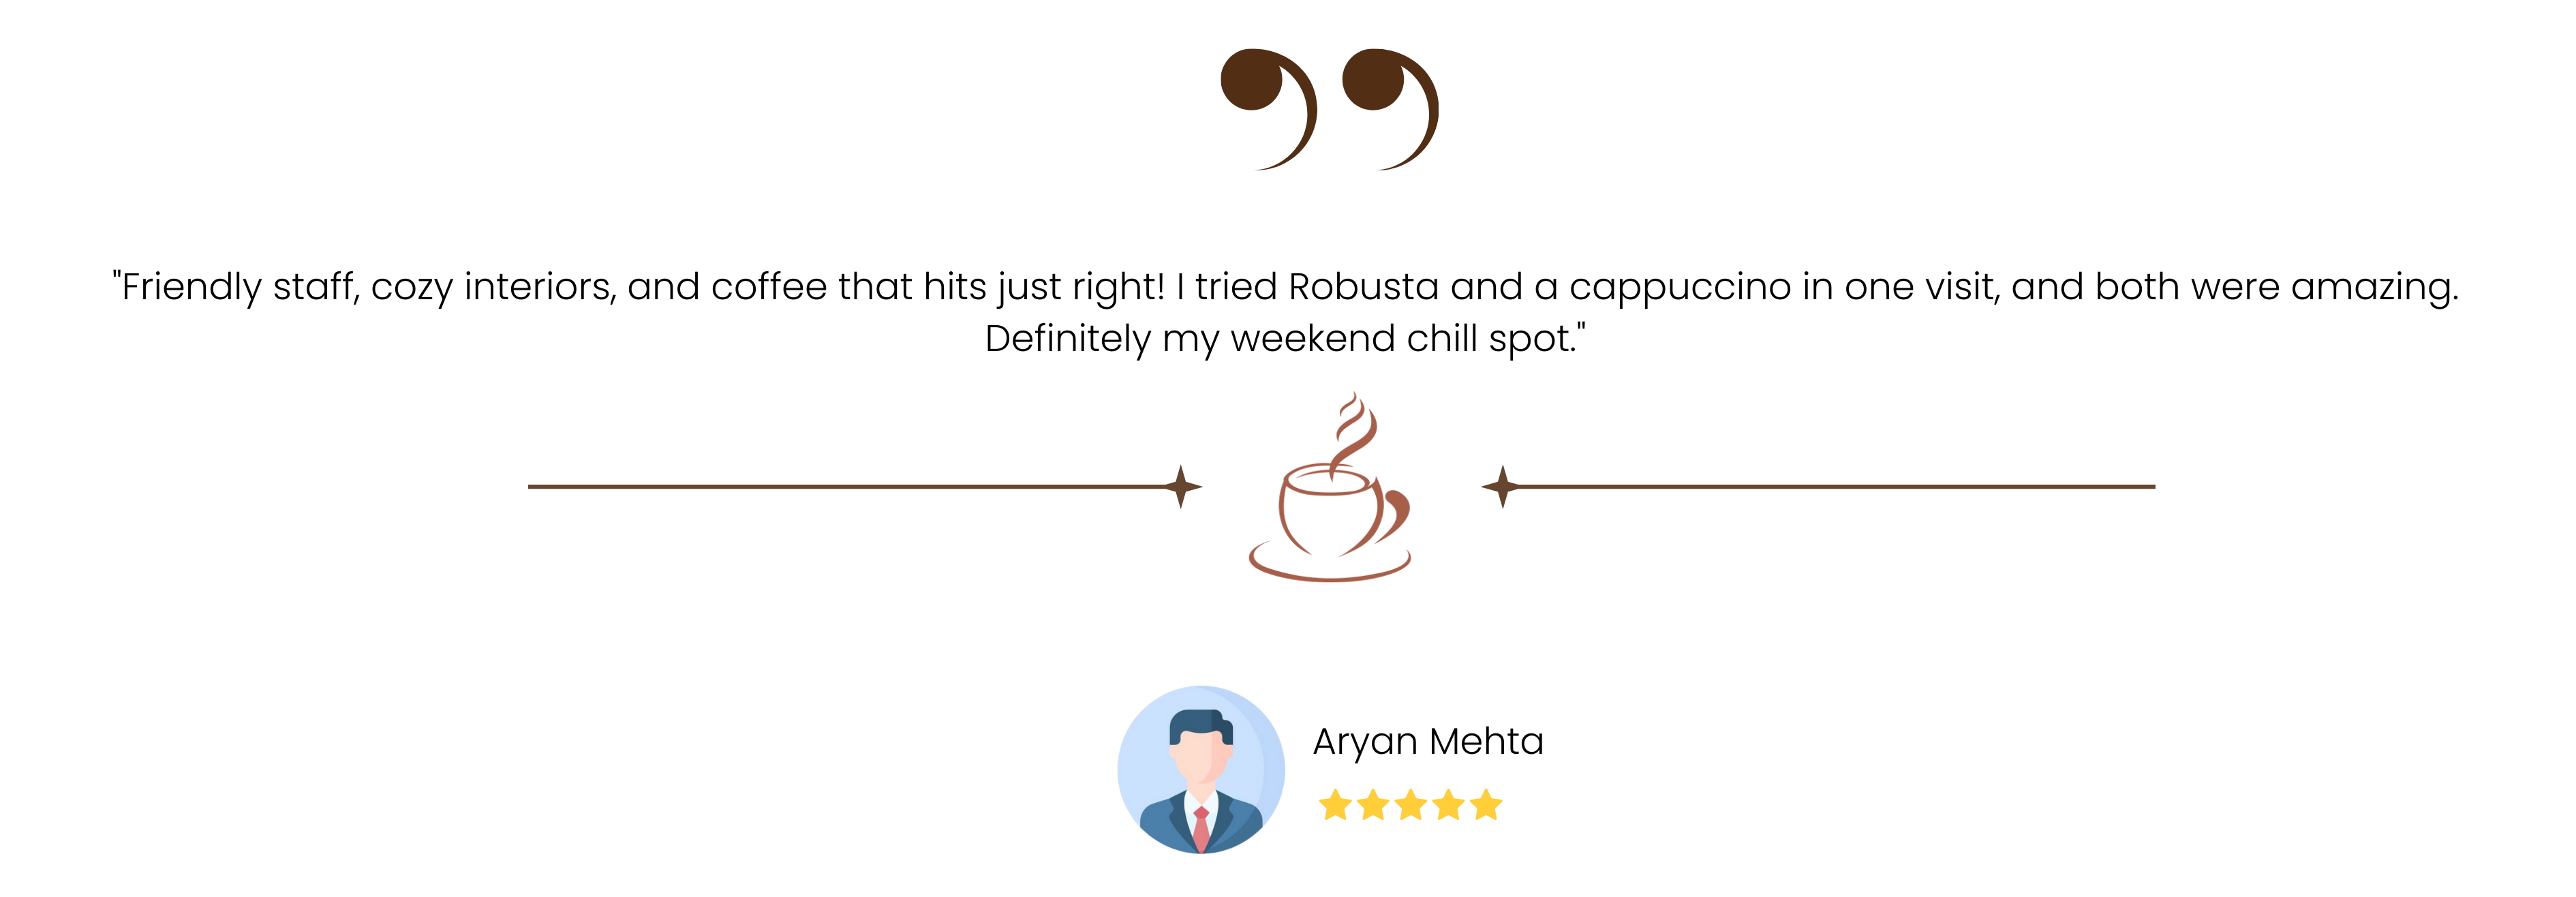 "Friendly staff, cozy interiors, and coffee that hits just right! I tried Robusta and a cappuccino in one visit, and both were amazing.
Definitely my weekend chill spot."
Aryan Mehta